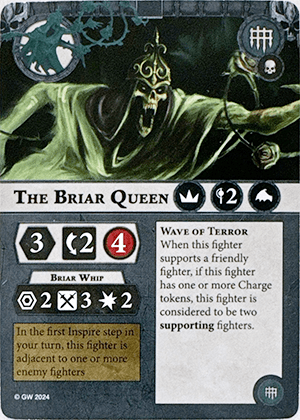 THE BRIAR QUEEN 2
3 2 4
BRIAR WHIP
2 3 2
In the first Inspire step in
your turn, this fighter is
adjacent to one or more
enemy fighters
WAVE OF TERROR
When this fighter
supports a friendly
fighter, if this fighter
has one or more Charge
tokens, this fighter is
considered to be two
supporting fighters.
© GW 2024